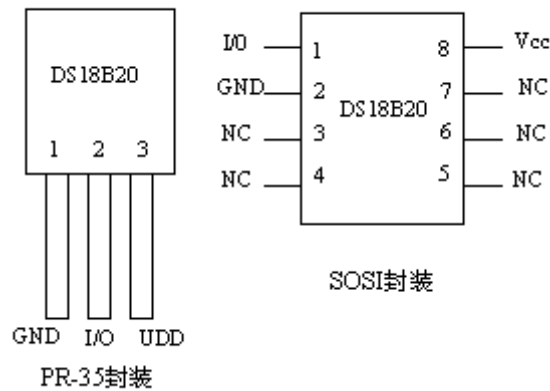 DS18B20
1 2 3
GND I/O UDD
PR-35封装
I/O 1 8 Vcc
GND 2 7 NC
DS18B20
NC 3 6 NC
NC 4 5 NC
SOSI封装